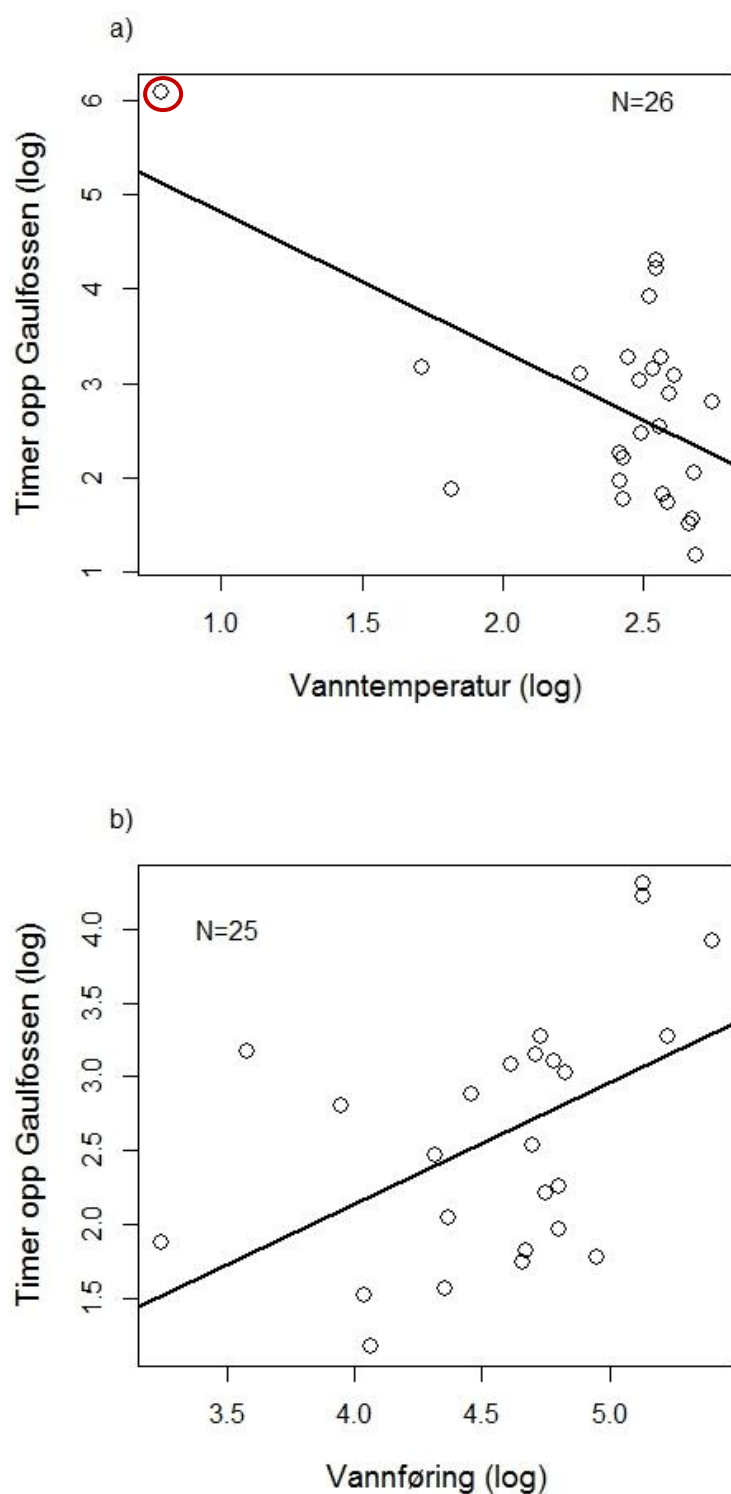 a)
N=26
Timer opp Gaulfossen (log)
6
5
4
3
2
1
1.0 1.5 2.0 2.5
Vanntemperatur (log)
b)
N=25
Timer opp Gaulfossen (log)
4.0
3.5
3.0
2.5
2.0
1.5
3.5 4.0 4.5 5.0
Vannføring (log)